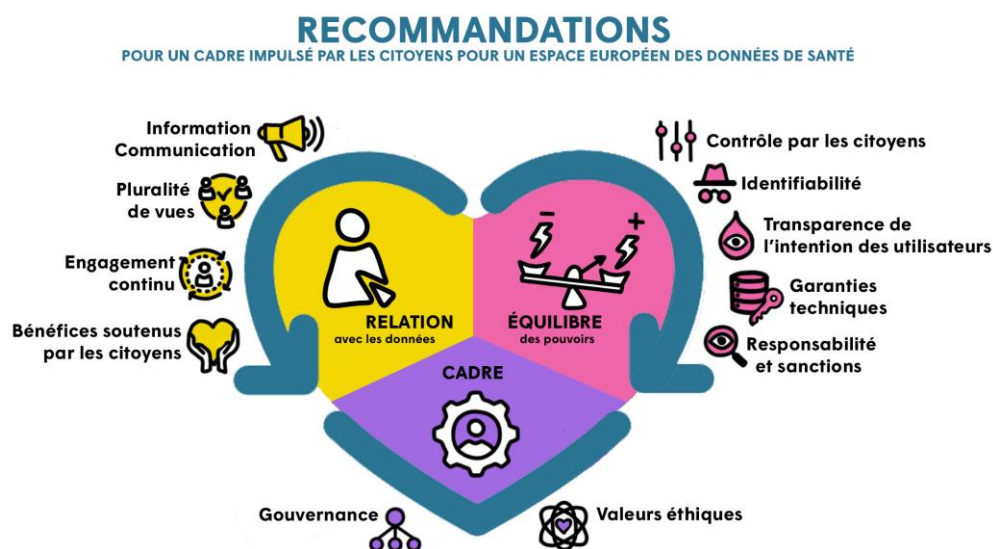 RECOMMANDATIONS
POUR UN CADRE IMPULSÉ PAR LES CITOYENS POUR UN ESPACE EUROPÉEN DES DONNÉES DE SANTÉ
Information
Communication
Pluralité
de vues
Engagement
continu
Bénéfices soutenus
par les citoyens
RELATION
avec les données
ÉQUILIBRE
des pouvoirs
CADRE
Contrôle par les citoyens
Identifiabilité
Transparence de
l'intention des utilisateurs
Garanties
techniques
Responsabilité
et sanctions
Gouvernance
Valeurs éthiques